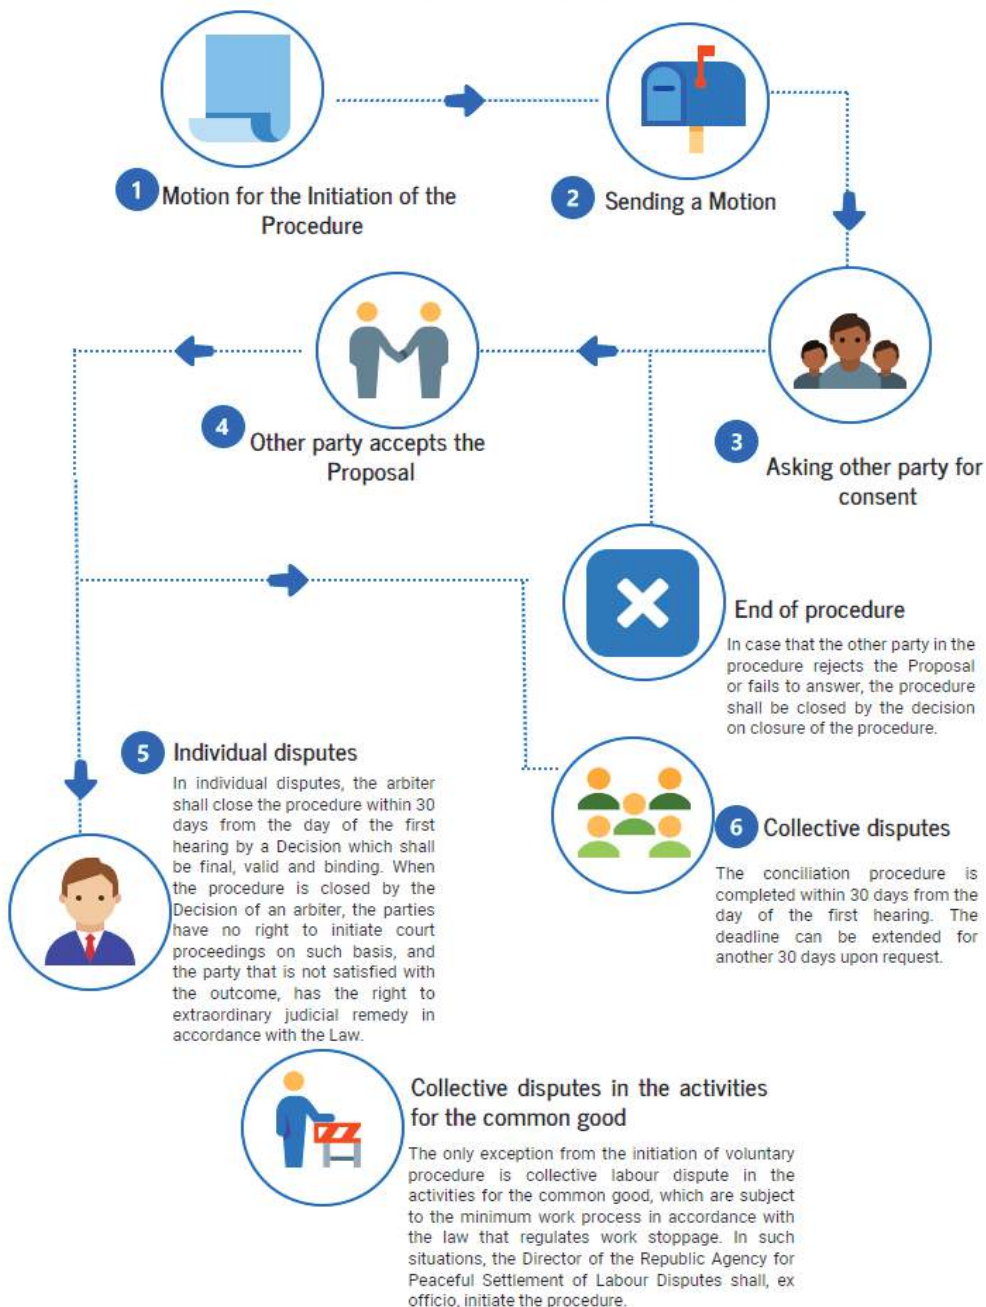 1
Motion for the Initiation of the
Procedure
2
Sending a Motion
3
Asking other party for
consent
4
Other party accepts the
Proposal
End of procedure
In case that the other party in the
procedure rejects the Proposal
or fails to answer, the procedure
shall be closed by the decision
on closure of the procedure.
5
Individual disputes
In individual disputes, the arbiter
shall close the procedure within 30
days from the day of the first
hearing by a Decision which shall
be final, valid and binding. When
the procedure is closed by the
Decision of an arbiter, the parties
have no right to initiate court
proceedings on such basis, and
the party that is not satisfied with
the outcome, has the right to
extraordinary judicial remedy in
accordance with the Law.
6
Collective disputes
The conciliation procedure is
completed within 30 days from the
day of the first hearing. The
deadline can be extended for
another 30 days upon request.
Collective disputes in the activities
for the common good
The only exception from the initiation of voluntary
procedure is collective labour dispute in the
activities for the common good, which are subject
to the minimum work process in accordance with
the law that regulates work stoppage. In such
situations, the Director of the Republic Agency for
Peaceful Settlement of Labour Disputes shall, ex
officio, initiate the procedure.